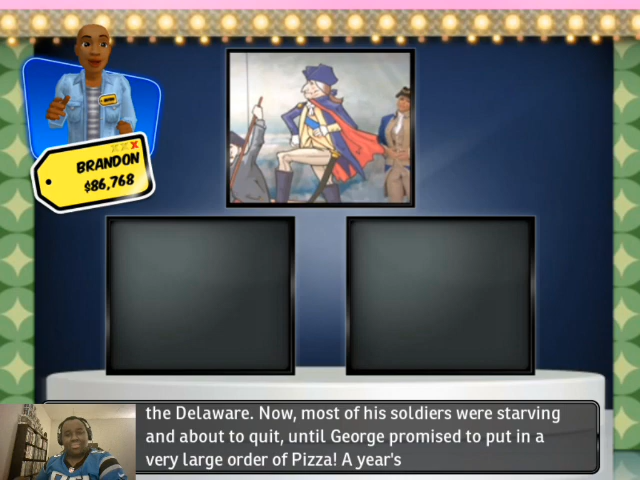 XXX
BRANDON
$86,768
the Delaware. Now, most of his soldiers were starving
and about to quit, until George promised to put in a
very large order of Pizza! A year's